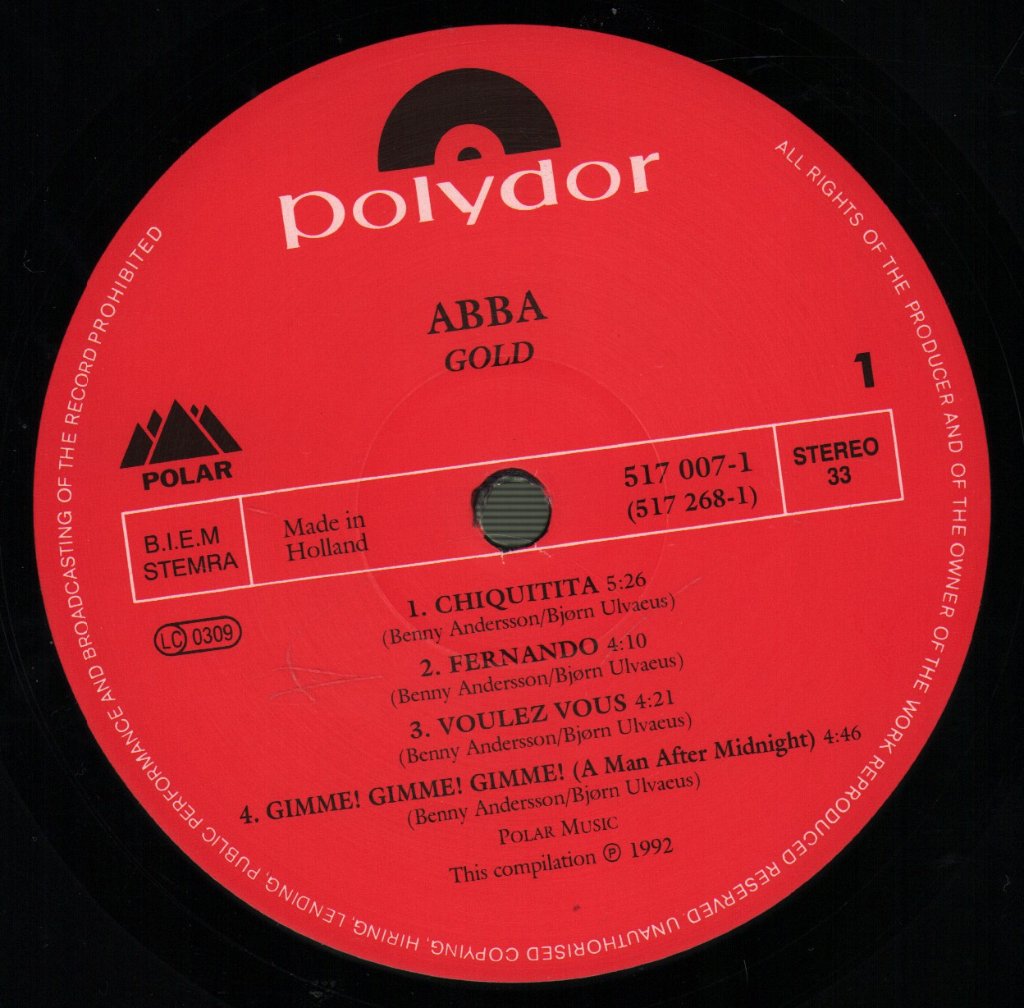 polydor
ABBA
GOLD
1
POLAR
B.I.E.M
STEMRA
Made in
Holland
517 007-1
(517 268-1)
STEREO
33
LC 0309
1. CHIQUITITA 5:26
(Benny Andersson/Bjørn Ulvaeus)
2. FERNANDO 4:10
(Benny Andersson/Bjørn Ulvaeus)
3. VOULEZ VOUS 4:21
(Benny Andersson/Bjørn Ulvaeus)
4. GIMME! GIMME! GIMME! (A Man After Midnight) 4:46
(Benny Andersson/Bjørn Ulvaeus)
POLAR MUSIC
This compilation ℗ 1992
ALL RIGHTS OF THE PRODUCER AND OF THE OWNER OF THE WORK REPRODUCED RESERVED. UNAUTHORISED COPYING, HIRING, LENDING, PUBLIC PERFORMANCE AND BROADCASTING OF THE RECORD PROHIBITED